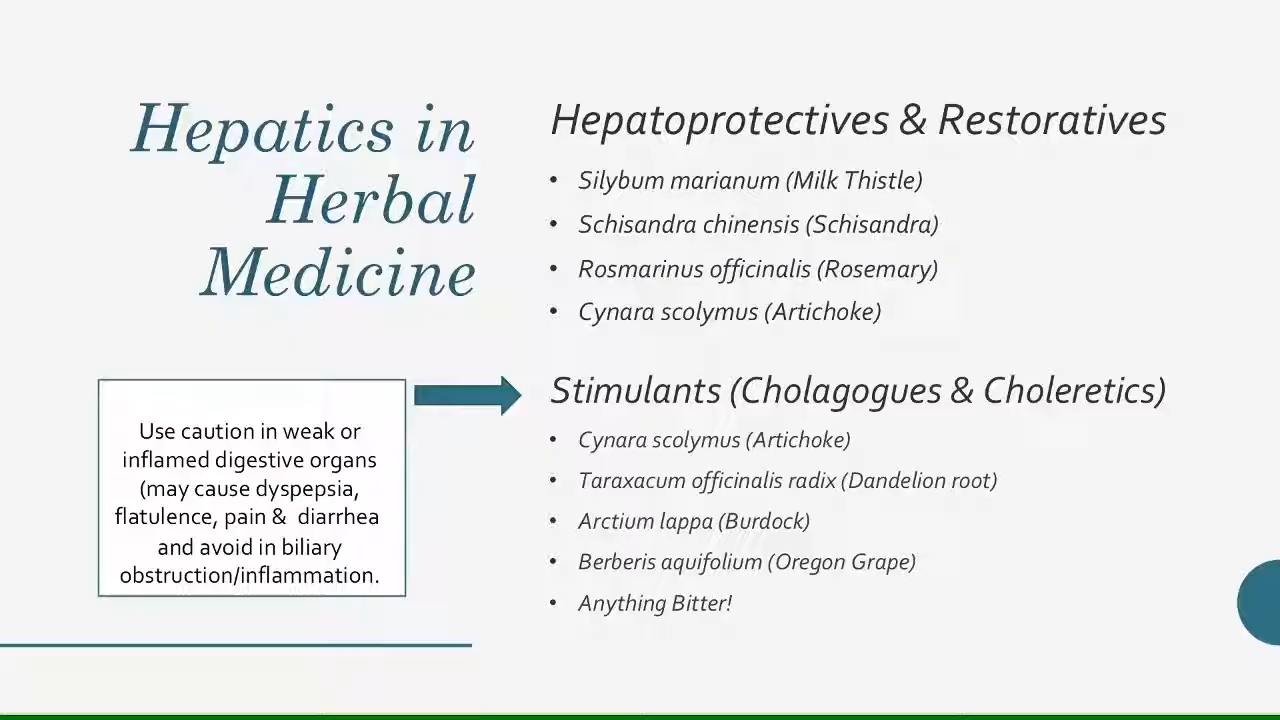 Hepatics in
Herbal
Medicine
Hepatoprotectives & Restoratives
• Silybum marianum (Milk Thistle)
• Schisandra chinensis (Schisandra)
• Rosmarinus officinalis (Rosemary)
• Cynara scolymus (Artichoke)
Use caution in weak or
inflamed digestive organs
(may cause dyspepsia,
flatulence, pain & diarrhea
and avoid in biliary
obstruction/inflammation.
Stimulants (Cholagogues & Choleretics)
• Cynara scolymus (Artichoke)
• Taraxacum officinalis radix (Dandelion root)
• Arctium lappa (Burdock)
• Berberis aquifolium (Oregon Grape)
• Anything Bitter!